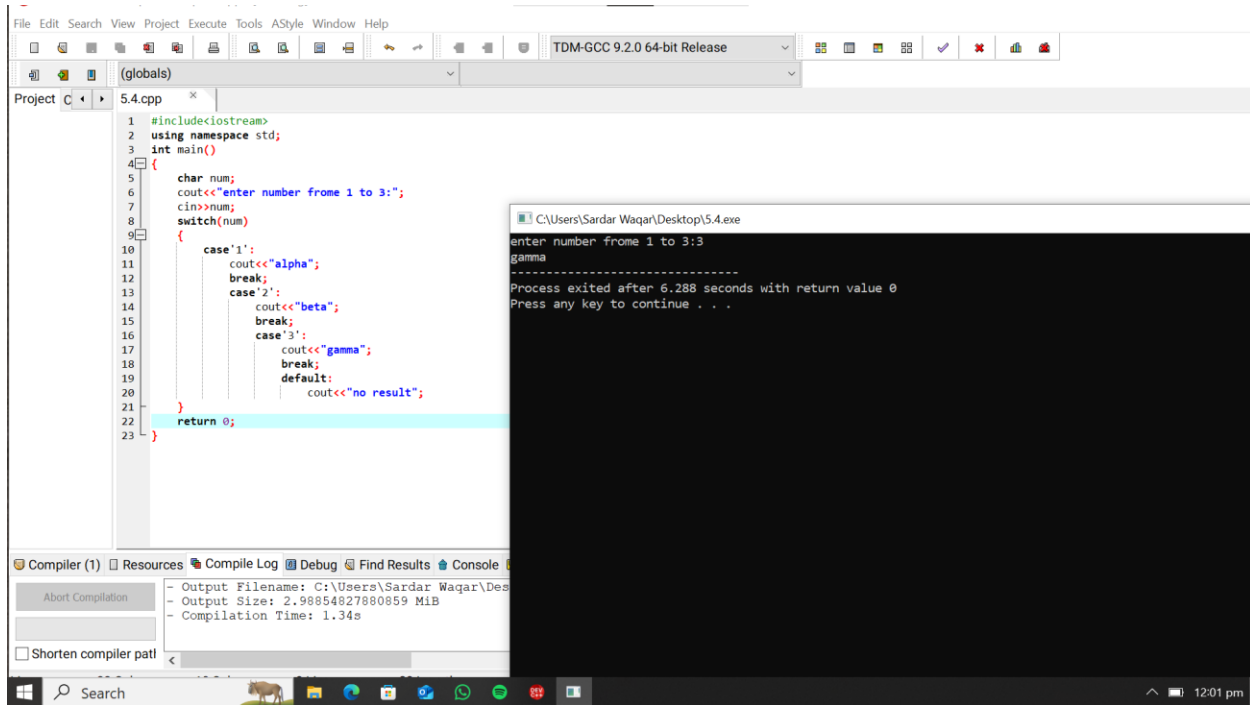 File Edit Search View Project Execute Tools AStyle Window Help
TDM-GCC 9.2.0 64-bit Release
(globals)
Project C 5.4.cpp ×
1 #include<iostream>
2 using namespace std;
3 int main()
4 {
5 char num;
6 cout<<"enter number frome 1 to 3:";
7 cin>>num;
8 switch(num)
9 {
10 case'1':
11 cout<<"alpha";
12 break;
13 case'2':
14 cout<<"beta";
15 break;
16 case'3':
17 cout<<"gamma";
18 break;
19 default:
20 cout<<"no result";
21 }
22 return 0;
23 }
C:\Users\Sardar Waqar\Desktop\5.4.exe
enter number frome 1 to 3:3
gamma
--------------------------------
Process exited after 6.288 seconds with return value 0
Press any key to continue . . .
Compiler (1) Resources Compile Log Debug Find Results Console
Abort Compilation
Shorten compiler path
- Output Filename: C:\Users\Sardar Waqar\Des
- Output Size: 2.98854827880859 MiB
- Compilation Time: 1.34s
Search
12:01 pm